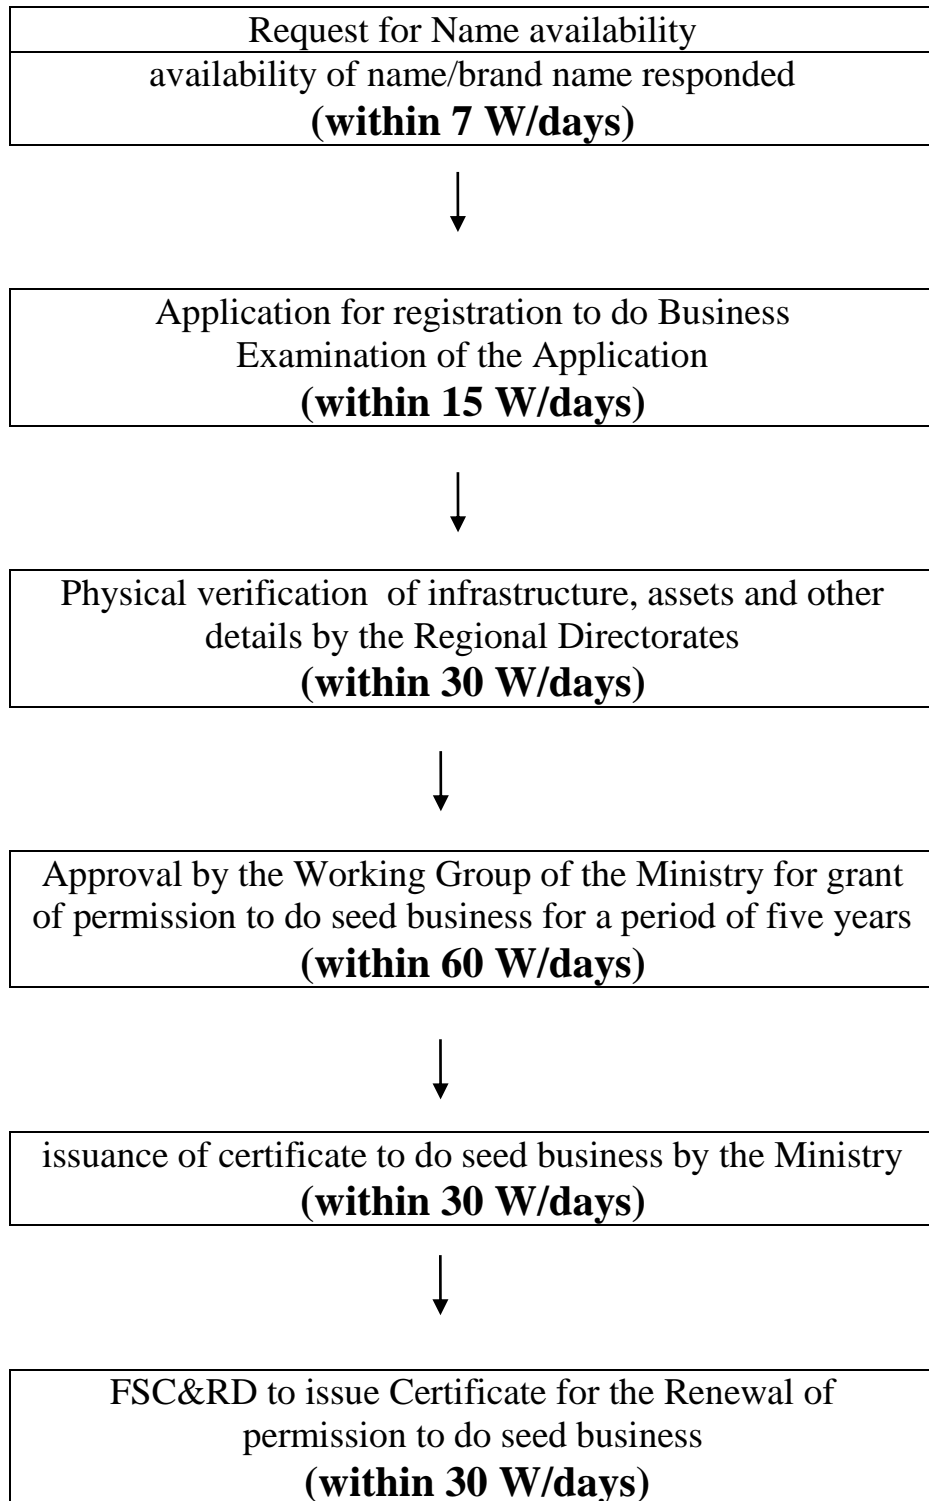 Request for Name availability
availability of name/brand name responded
(within 7 W/days)
Application for registration to do Business
Examination of the Application
(within 15 W/days)
Physical verification  of infrastructure, assets and other
details by the Regional Directorates
(within 30 W/days)
Approval by the Working Group of the Ministry for grant
of permission to do seed business for a period of five years
(within 60 W/days)
issuance of certificate to do seed business by the Ministry
(within 30 W/days)
FSC&RD to issue Certificate for the Renewal of
permission to do seed business
(within 30 W/days)